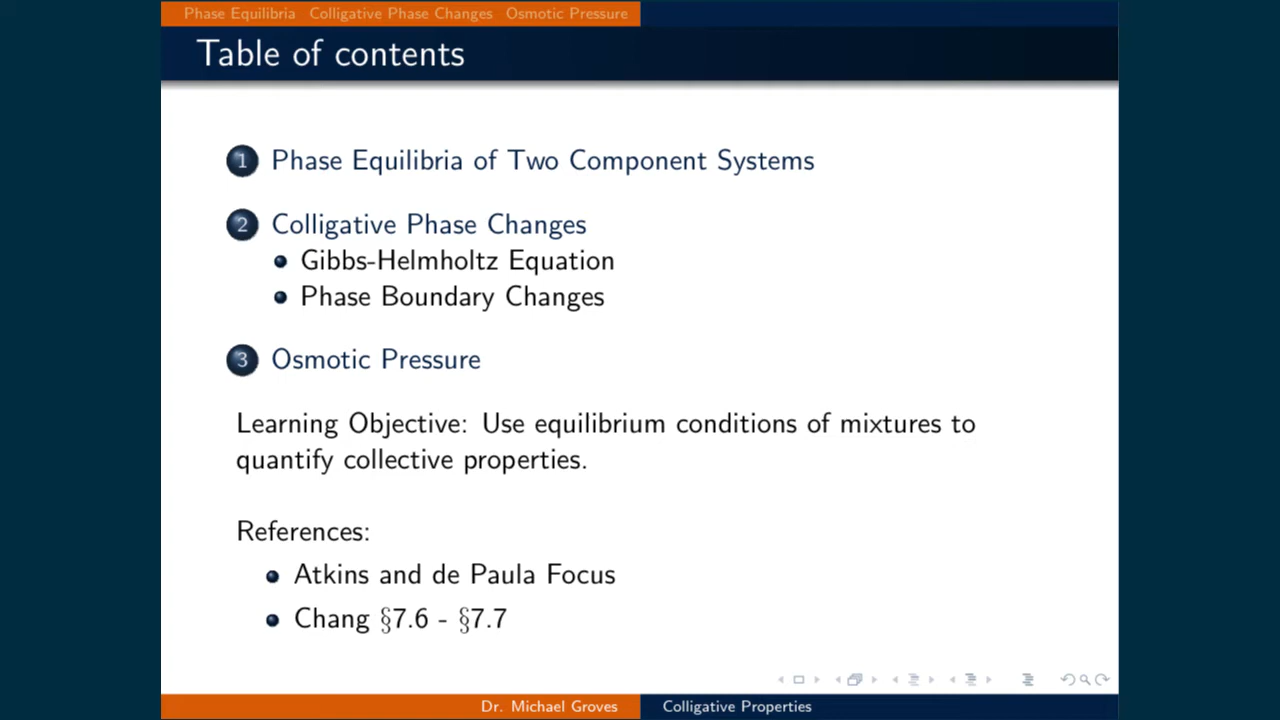 Phase Equilibria Colligative Phase Changes Osmotic Pressure
Table of contents
1 Phase Equilibria of Two Component Systems
2 Colligative Phase Changes
Gibbs-Helmholtz Equation
Phase Boundary Changes
3 Osmotic Pressure
Learning Objective: Use equilibrium conditions of mixtures to
quantify collective properties.
References:
Atkins and de Paula Focus
Chang §7.6 - §7.7
Dr. Michael Groves Colligative Properties